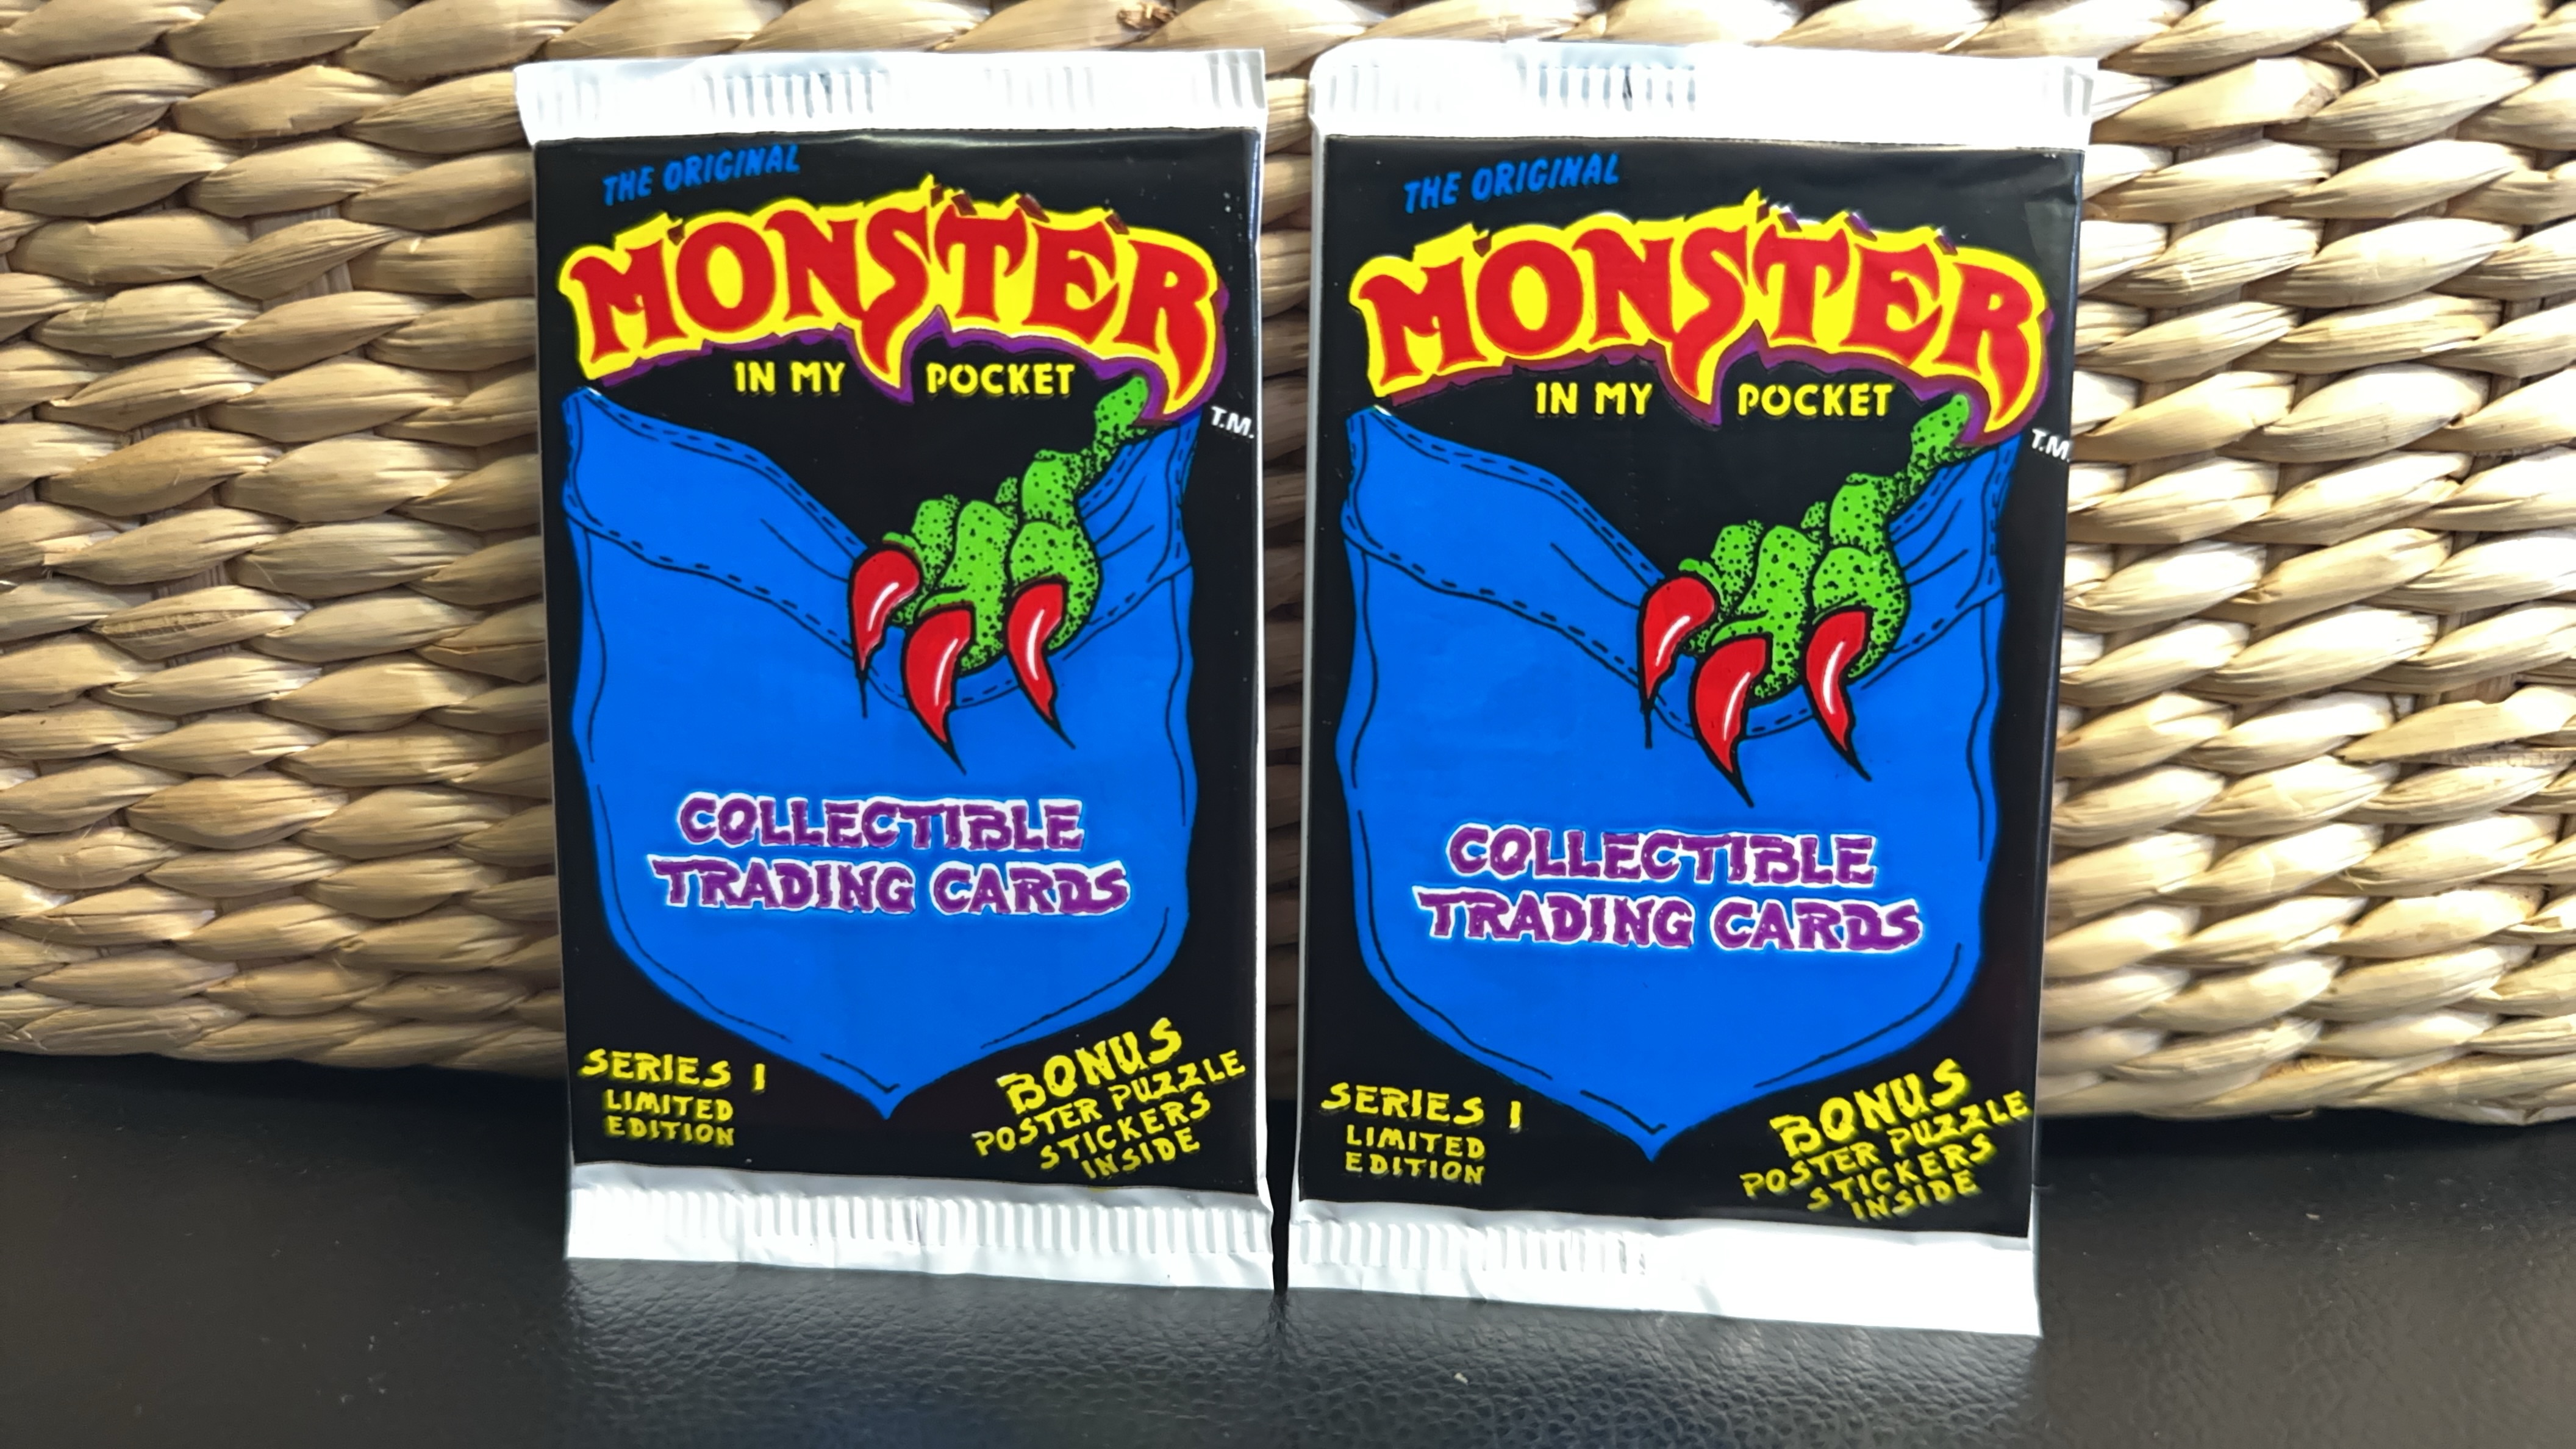 THE ORIGINAL
MONSTER
IN MY POCKET
T.M.
COLLECTIBLE
TRADING CARDS
SERIES 1
LIMITED
EDITION
BONUS
POSTER PUZZLE
STICKERS
INSIDE
THE ORIGINAL
MONSTER
IN MY POCKET
T.M.
COLLECTIBLE
TRADING CARDS
SERIES 1
LIMITED
EDITION
BONUS
POSTER PUZZLE
STICKERS
INSIDE